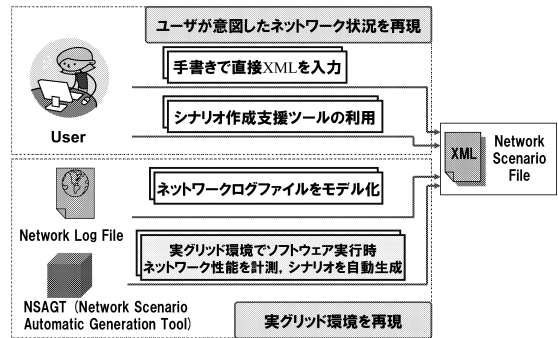 ユーザが意図したネットワーク状況を再現
手書きで直接XMLを入力
シナリオ作成支援ツールの利用
User
XML
Network
Scenario
File
ネットワークログファイルをモデル化
Network Log File
実グリッド環境でソフトウェア実行時
ネットワーク性能を計測，シナリオを自動生成
NSAGT (Network Scenario
Automatic Generation Tool)
実グリッド環境を再現